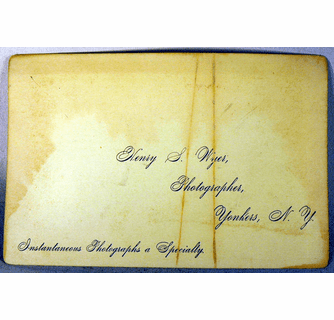 Henry S. Wyer,
Photographer,
Yonkers, N. Y.
Instantaneous Photographs a Specialty.